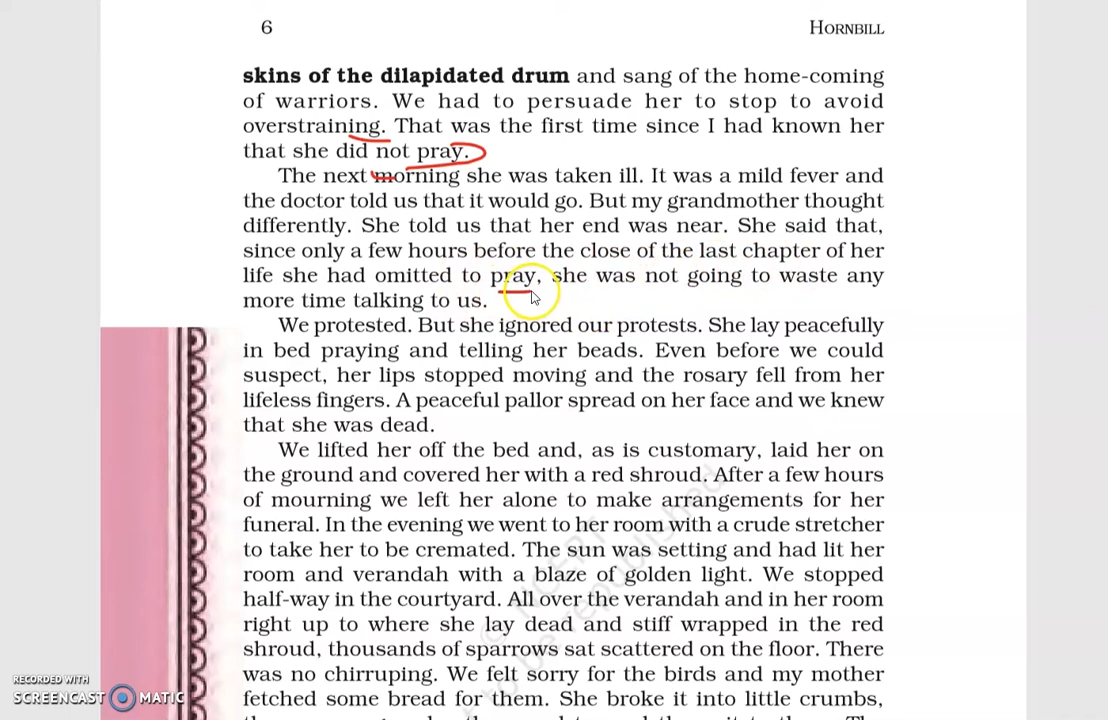 6
HORNBILL
skins of the dilapidated drum and sang of the home-coming
of warriors. We had to persuade her to stop to avoid
overstraining. That was the first time since I had known her
that she did not pray.
The next morning she was taken ill. It was a mild fever and
the doctor told us that it would go. But my grandmother thought
differently. She told us that her end was near. She said that,
since only a few hours before the close of the last chapter of her
life she had omitted to pray, she was not going to waste any
more time talking to us.
We protested. But she ignored our protests. She lay peacefully
in bed praying and telling her beads. Even before we could
suspect, her lips stopped moving and the rosary fell from her
lifeless fingers. A peaceful pallor spread on her face and we knew
that she was dead.
We lifted her off the bed and, as is customary, laid her on
the ground and covered her with a red shroud. After a few hours
of mourning we left her alone to make arrangements for her
funeral. In the evening we went to her room with a crude stretcher
to take her to be cremated. The sun was setting and had lit her
room and verandah with a blaze of golden light. We stopped
half-way in the courtyard. All over the verandah and in her room
right up to where she lay dead and stiff wrapped in the red
shroud, thousands of sparrows sat scattered on the floor. There
was no chirruping. We felt sorry for the birds and my mother
fetched some bread for them. She broke it into little crumbs,
© NCERT
to be republished
RECORDED WITH
SCREENCAST MATIC